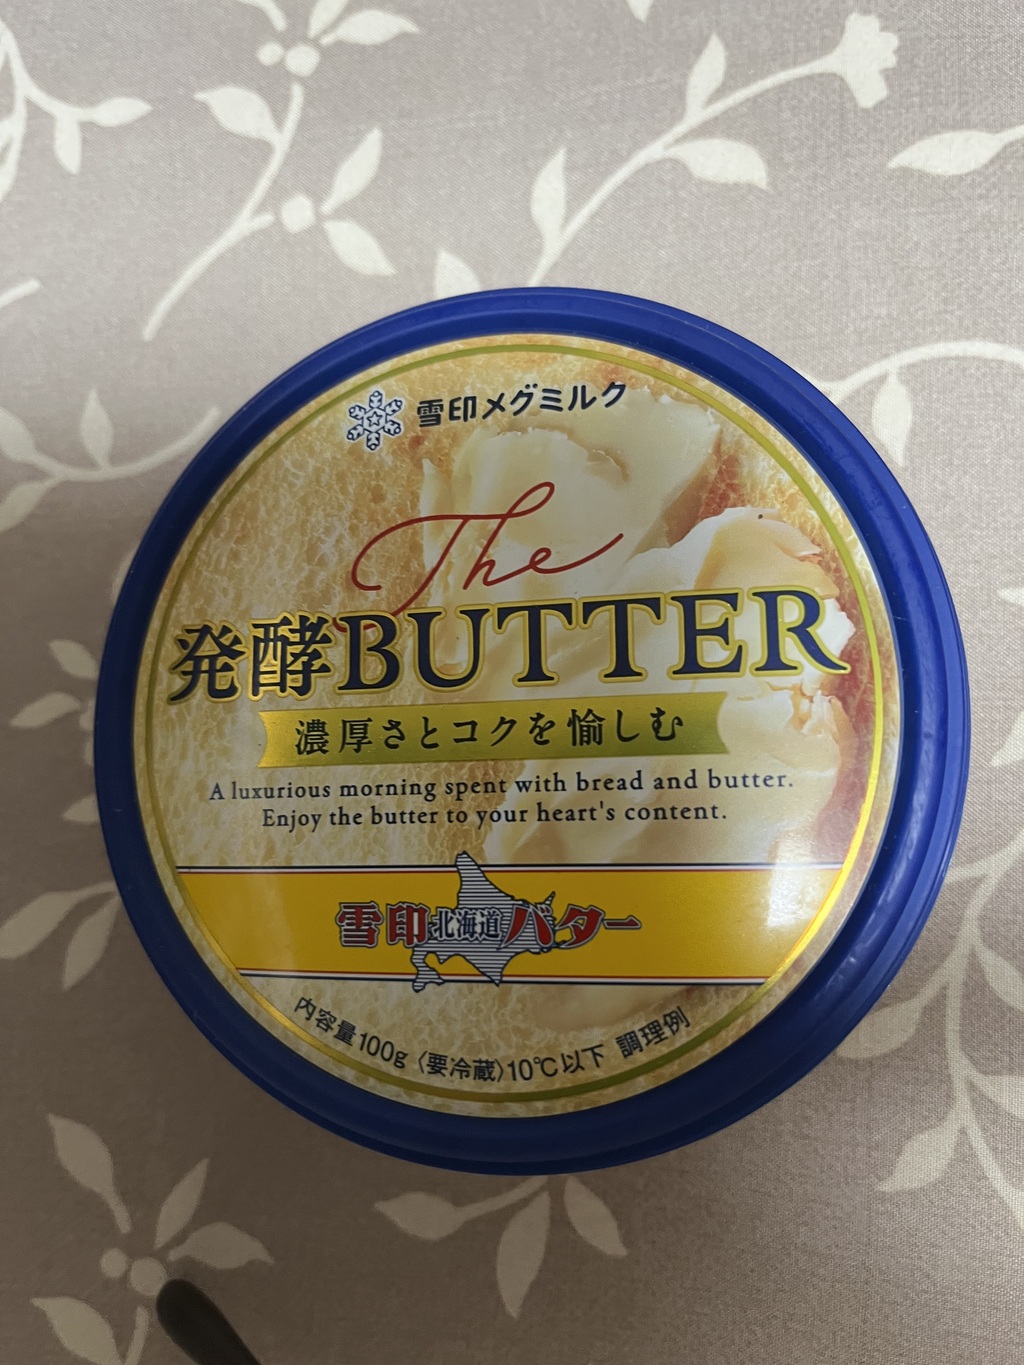 雪印メグミルク
The
発酵BUTTER
濃厚さとコクを愉しむ
A luxurious morning spent with bread and butter.
Enjoy the butter to your heart's content.
雪印北海道バター
内容量100g〈要冷蔵〉10℃以下 調理例